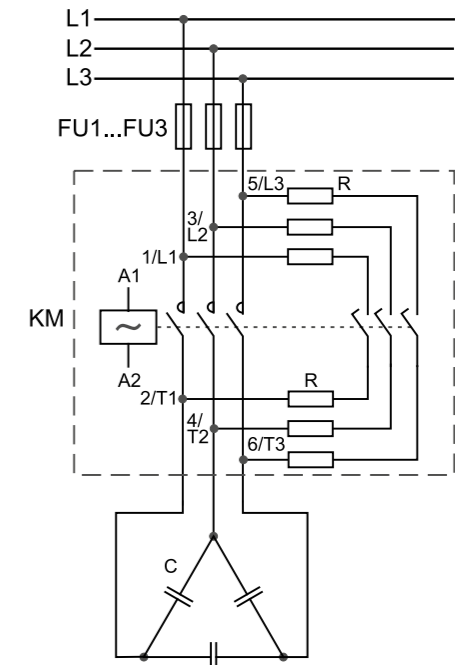 L1
L2
L3
FU1...FU3
5/L3
R
3/
L2
1/L1
A1
KM
~
A2
R
2/T1
4/
T2
6/T3
C